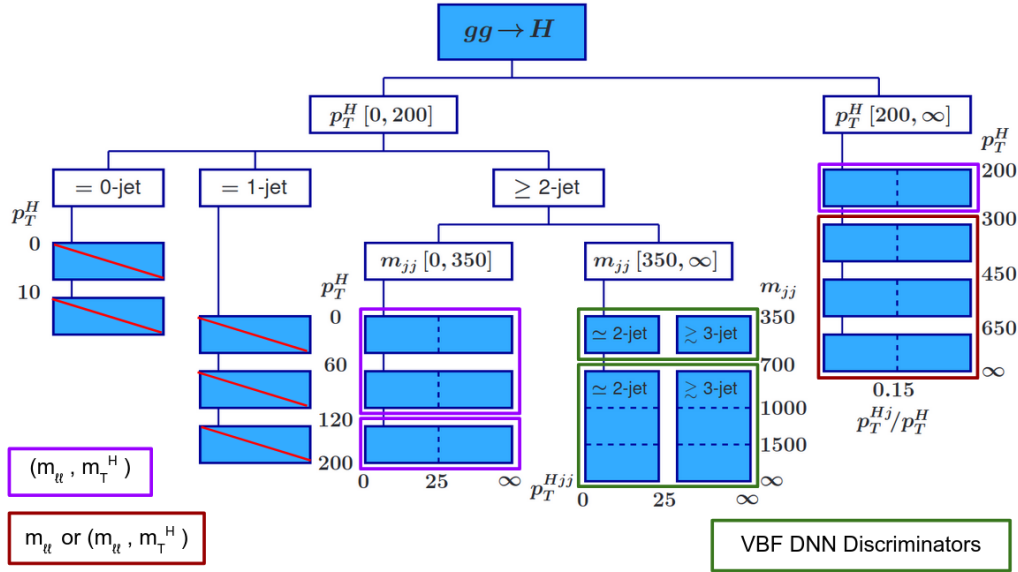 gg → H
p_T^H [0, 200]
p_T^H [200, ∞]
p_T^H
= 0-jet
= 1-jet
≥ 2-jet
200
p_T^H
0
10
m_jj [0, 350]
m_jj [350, ∞]
300
450
650
∞
0.15
p_T^Hj/p_T^H
p_T^H
0
60
120
200
0
25
∞
m_jj
350
≃ 2-jet
≳ 3-jet
700
≃ 2-jet
≳ 3-jet
1000
1500
∞
p_T^Hjj
0
25
∞
(m_ℓℓ , m_T^H )
m_ℓℓ or (m_ℓℓ , m_T^H )
VBF DNN Discriminators